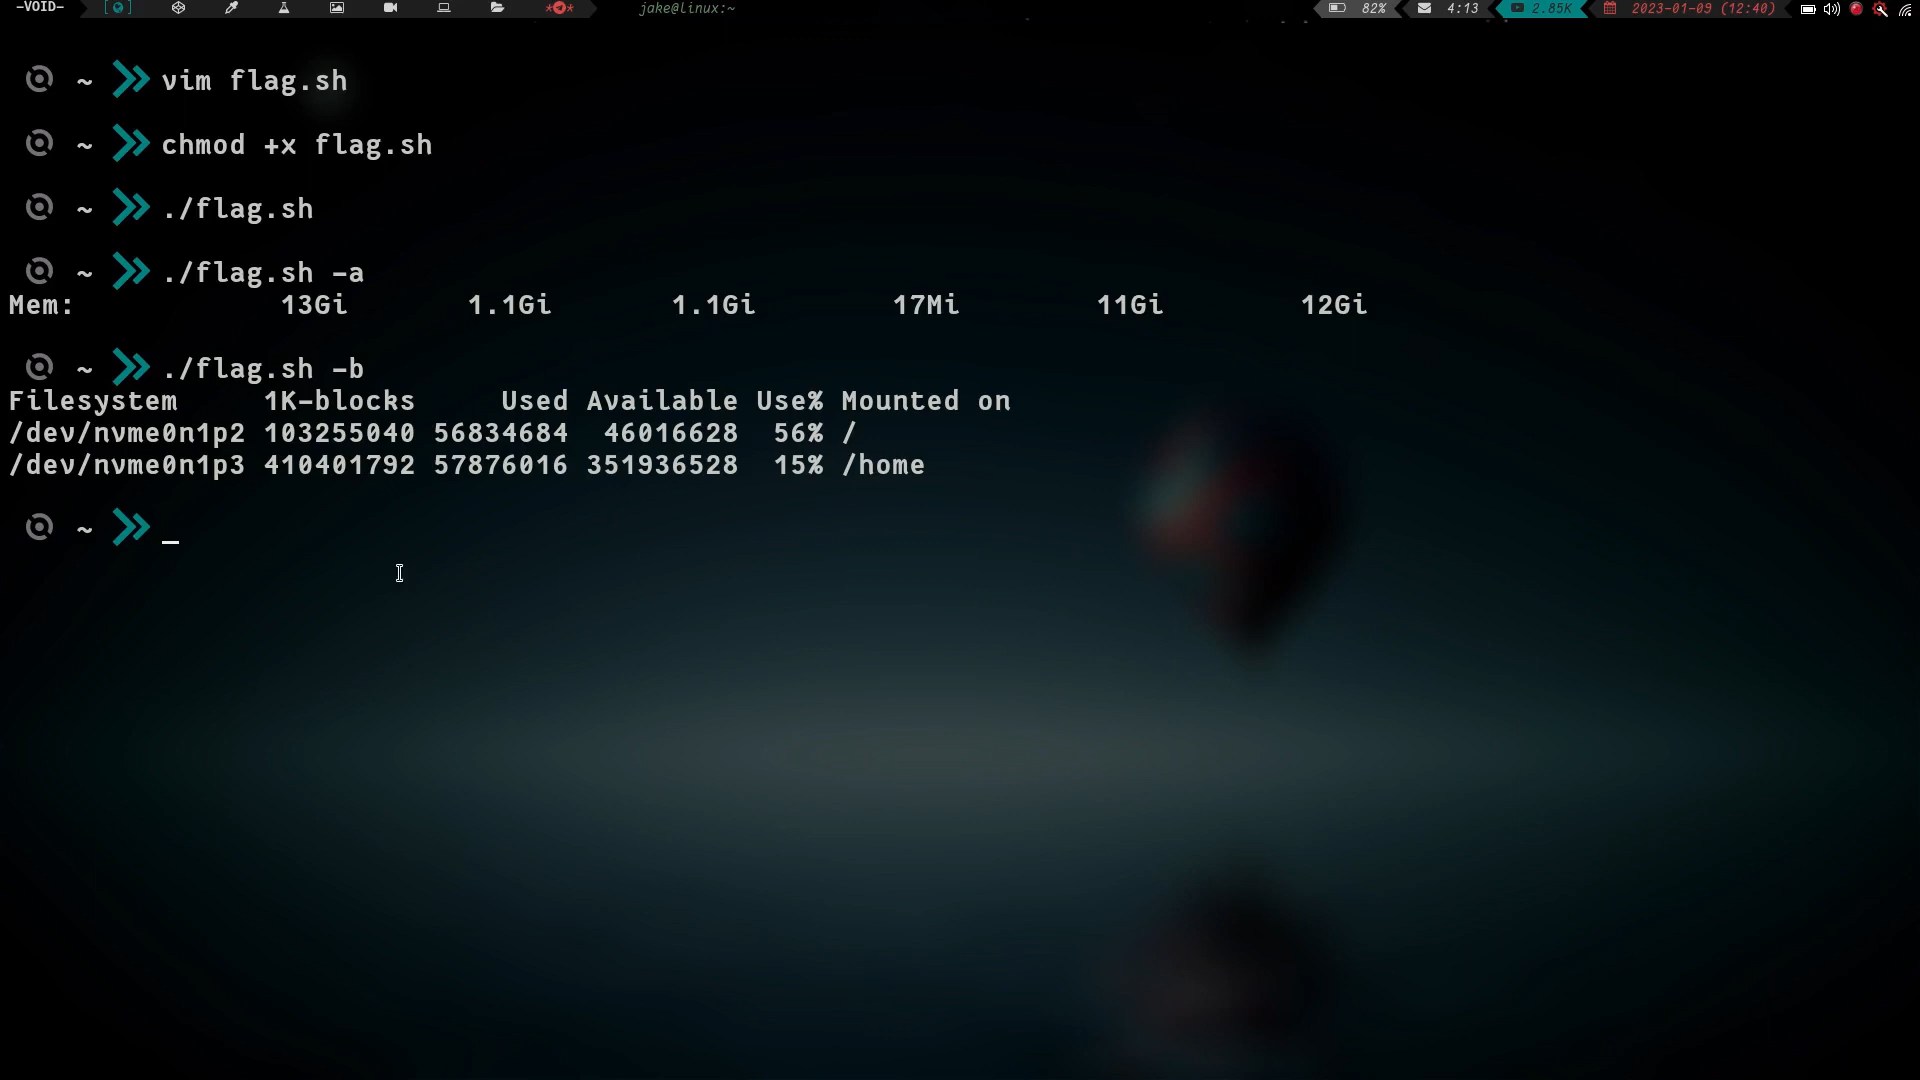 -VOID-
jake@linux:~
82%
4:13
2.85K
2023-01-09 (12:40)
~ vim flag.sh
~ chmod +x flag.sh
~ ./flag.sh
~ ./flag.sh -a
Mem: 13Gi 1.1Gi 1.1Gi 17Mi 11Gi 12Gi
~ ./flag.sh -b
Filesystem 1K-blocks Used Available Use% Mounted on
/dev/nvme0n1p2 103255040 56834684 46016628 56% /
/dev/nvme0n1p3 410401792 57876016 351936528 15% /home
~ _